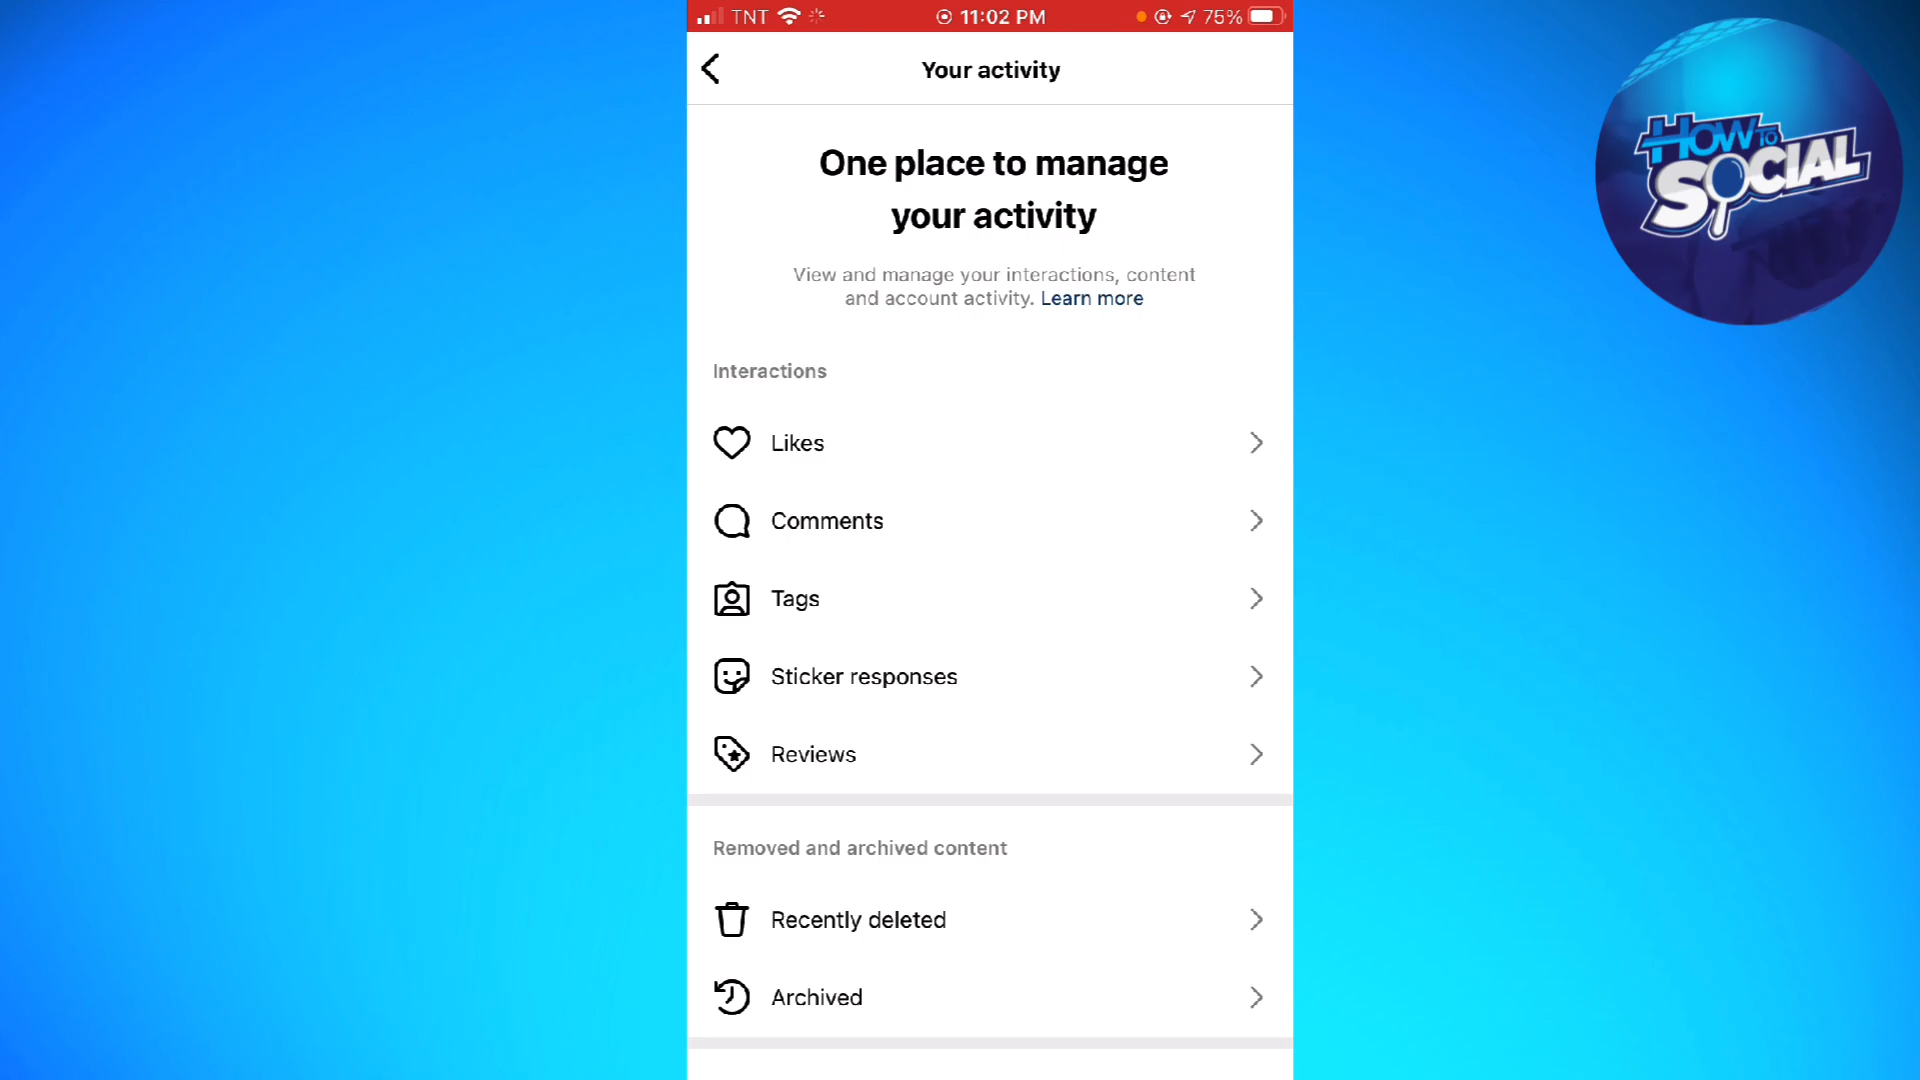 TNT
11:02 PM
75%
Your activity
HOW TO
SOCIAL
One place to manage
your activity
View and manage your interactions, content
and account activity. Learn more
Interactions
Likes
Comments
Tags
Sticker responses
Reviews
Removed and archived content
Recently deleted
Archived